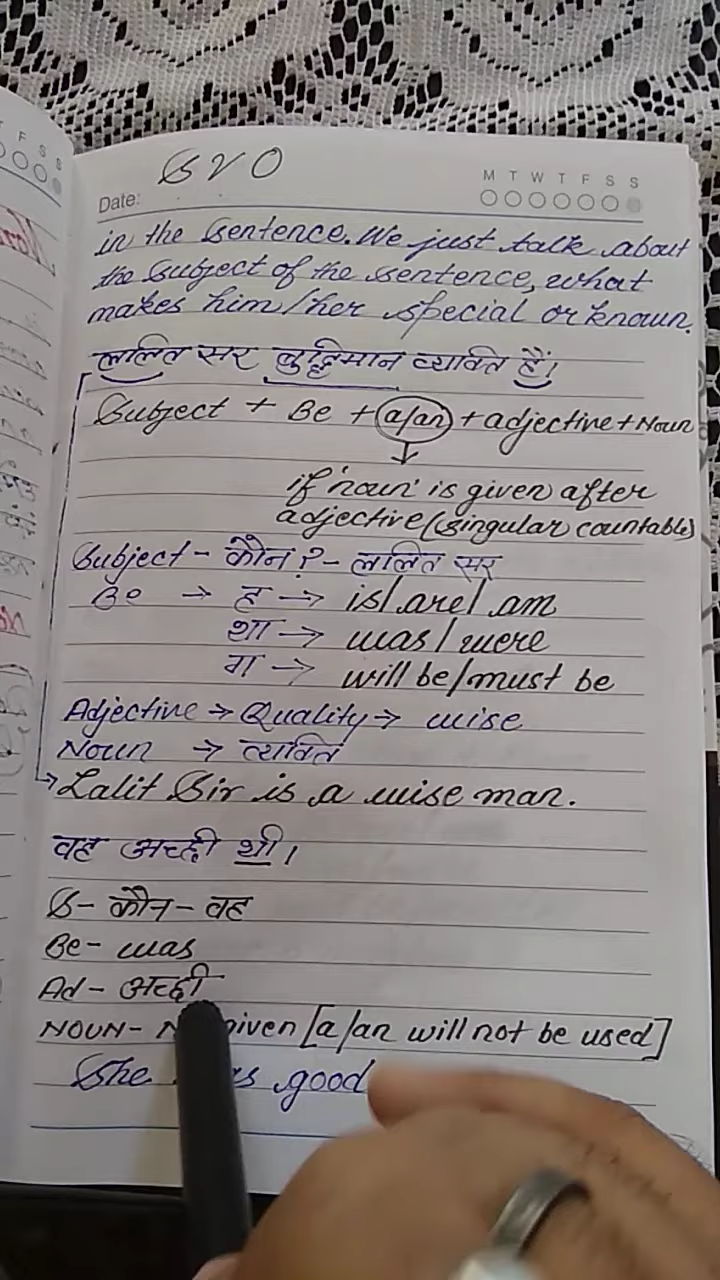 SVO
M T W T F S S
Date:
in the sentence. We just talk about
the subject of the sentence, what
makes him/her special or known.
ललित सर बुद्धिमान व्यक्ति हैं।
Subject + Be + a/an + adjective + Noun
if 'noun' is given after
adjective (singular countable)
Subject - कौन? - ललित सर
Be → ह → is/are/am
था → was/were
ग → will be/must be
Adjective → Quality → wise
Noun → व्यक्ति
→ Lalit Sir is a wise man.
वह अच्छी थी।
S - कौन - वह
Be - was
Ad - अच्छी
NOUN - given [a/an will not be used]
She good